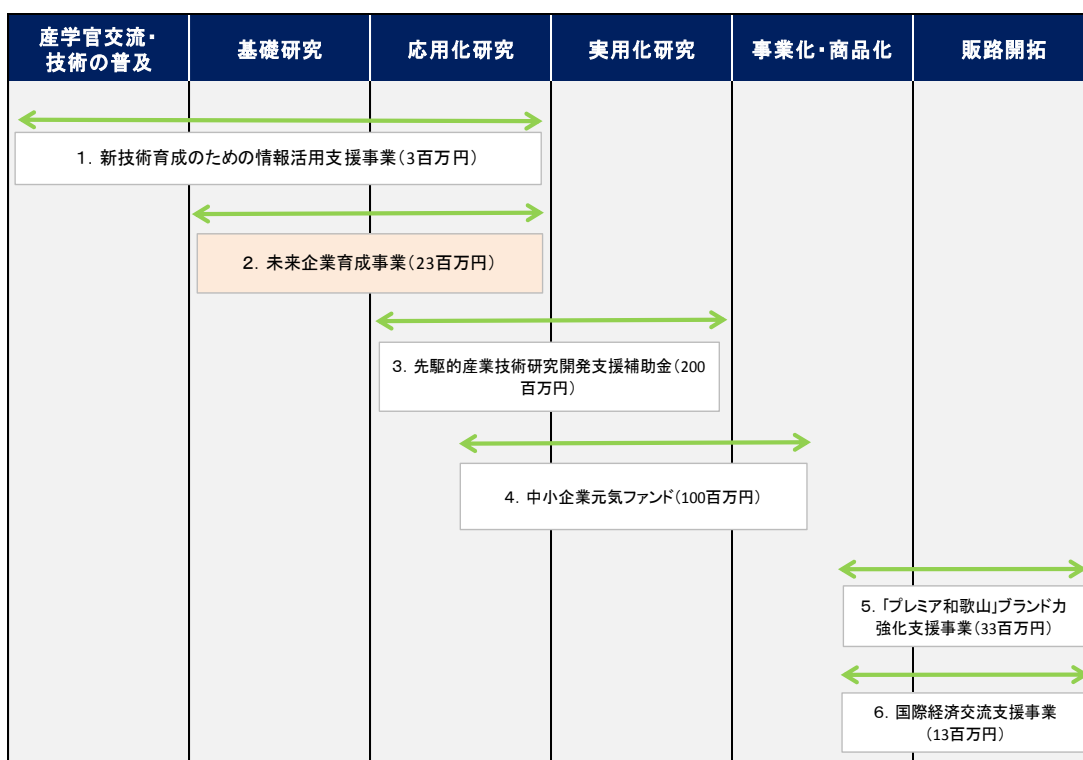 産学官交流・
技術の普及
基礎研究
応用化研究
実用化研究
事業化・商品化
販路開拓
1．新技術育成のための情報活用支援事業（3百万円）
2．未来企業育成事業（23百万円）
3．先駆的産業技術研究開発支援補助金（200
百万円）
4．中小企業元気ファンド（100百万円）
5．「プレミア和歌山」ブランド力
強化支援事業（33百万円）
6．国際経済交流支援事業
（13百万円）